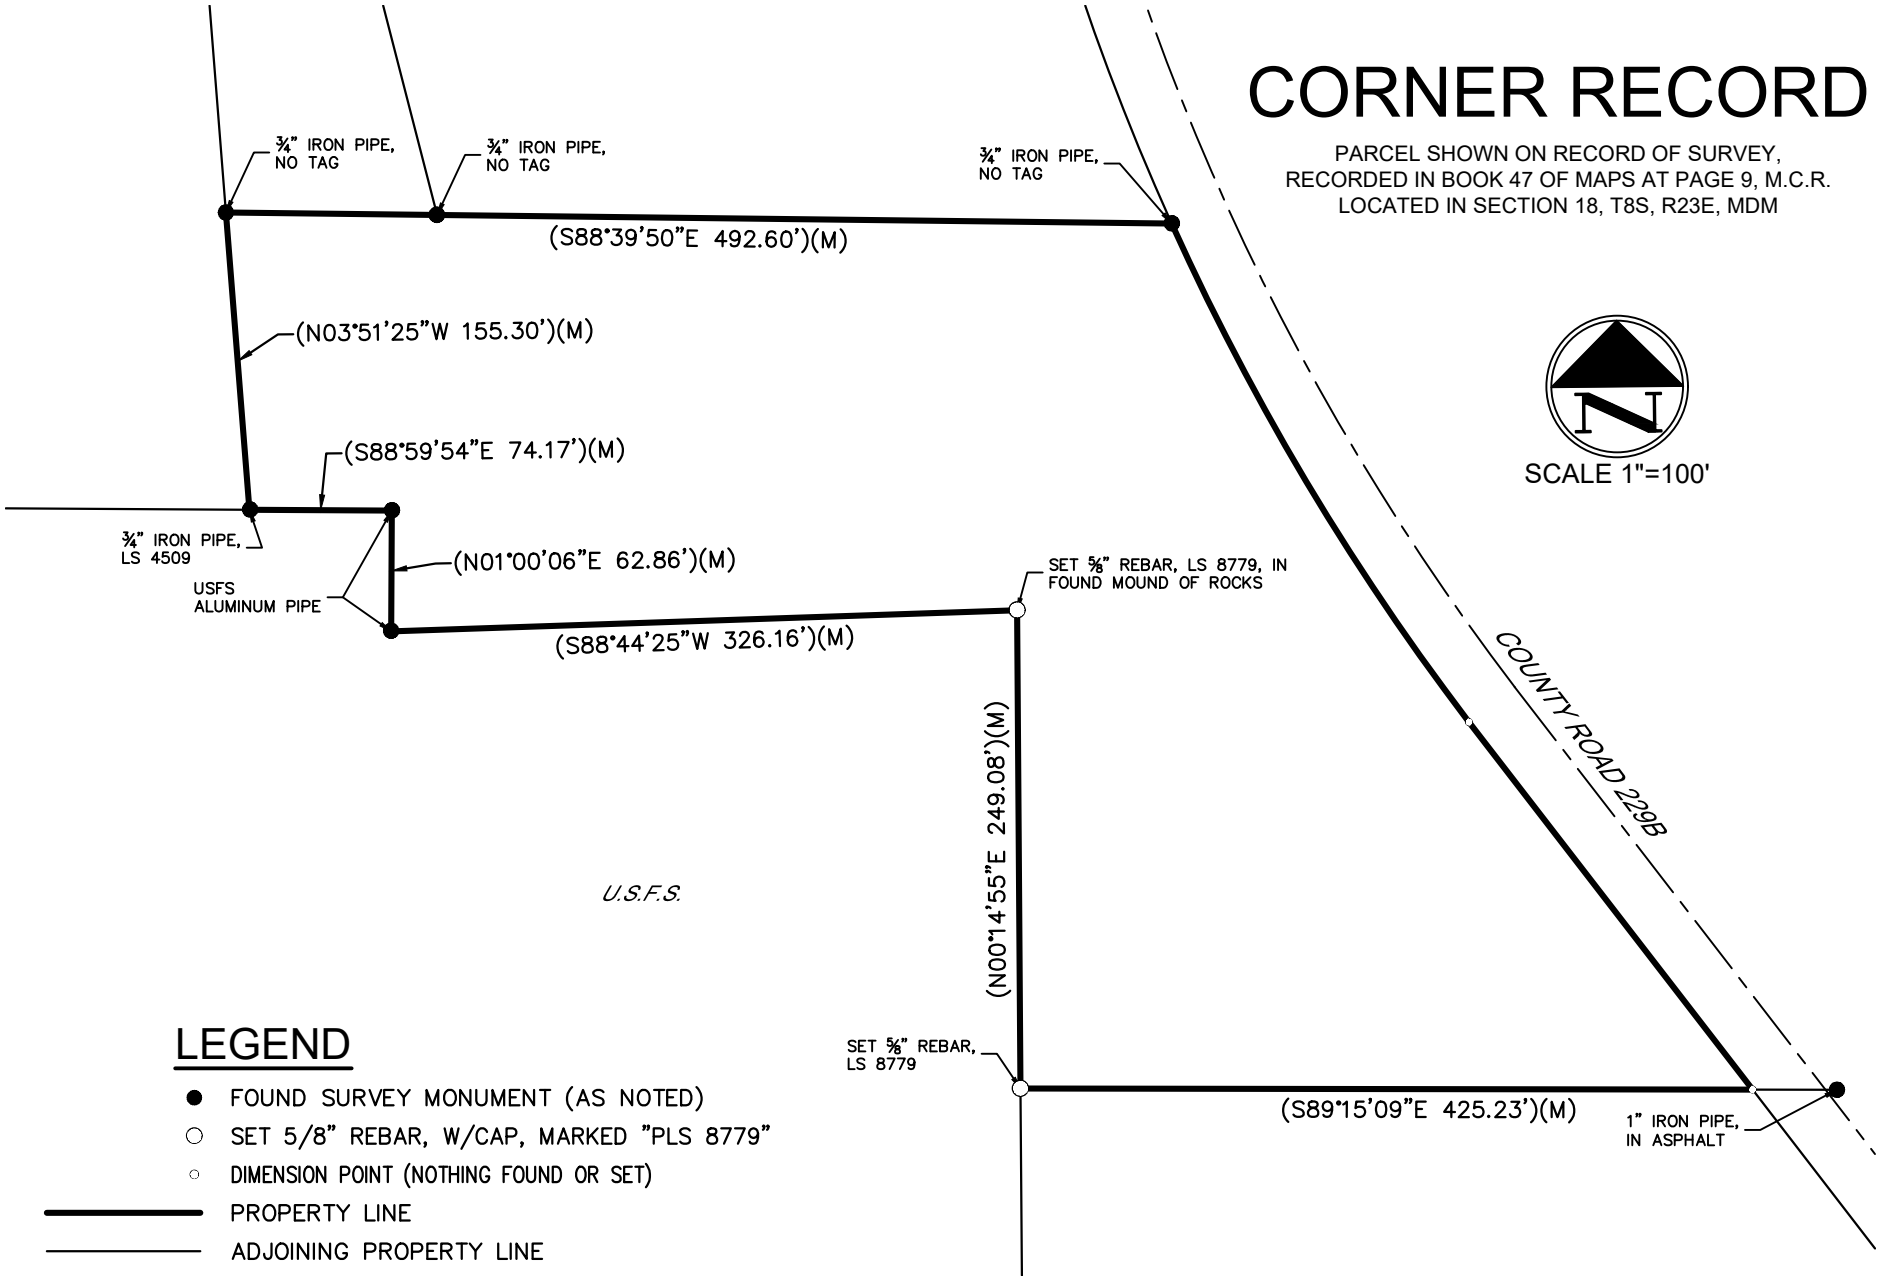 CORNER RECORD
PARCEL SHOWN ON RECORD OF SURVEY,
RECORDED IN BOOK 47 OF MAPS AT PAGE 9, M.C.R.
LOCATED IN SECTION 18, T8S, R23E, MDM
¾" IRON PIPE,
NO TAG
¾" IRON PIPE,
NO TAG
¾" IRON PIPE,
NO TAG
(S88°39'50"E 492.60')(M)
(N03°51'25"W 155.30')(M)
N
SCALE 1"=100'
(S88°59'54"E 74.17')(M)
¾" IRON PIPE,
LS 4509
USFS
ALUMINUM PIPE
(N01°00'06"E 62.86')(M)
SET ⅝" REBAR, LS 8779, IN
FOUND MOUND OF ROCKS
(S88°44'25"W 326.16')(M)
COUNTY ROAD 229B
(N00°14'55"E 249.08')(M)
U.S.F.S.
SET ⅝" REBAR,
LS 8779
(S89°15'09"E 425.23')(M)
1" IRON PIPE,
IN ASPHALT
LEGEND
FOUND SURVEY MONUMENT (AS NOTED)
SET 5/8" REBAR, W/CAP, MARKED "PLS 8779"
DIMENSION POINT (NOTHING FOUND OR SET)
PROPERTY LINE
ADJOINING PROPERTY LINE